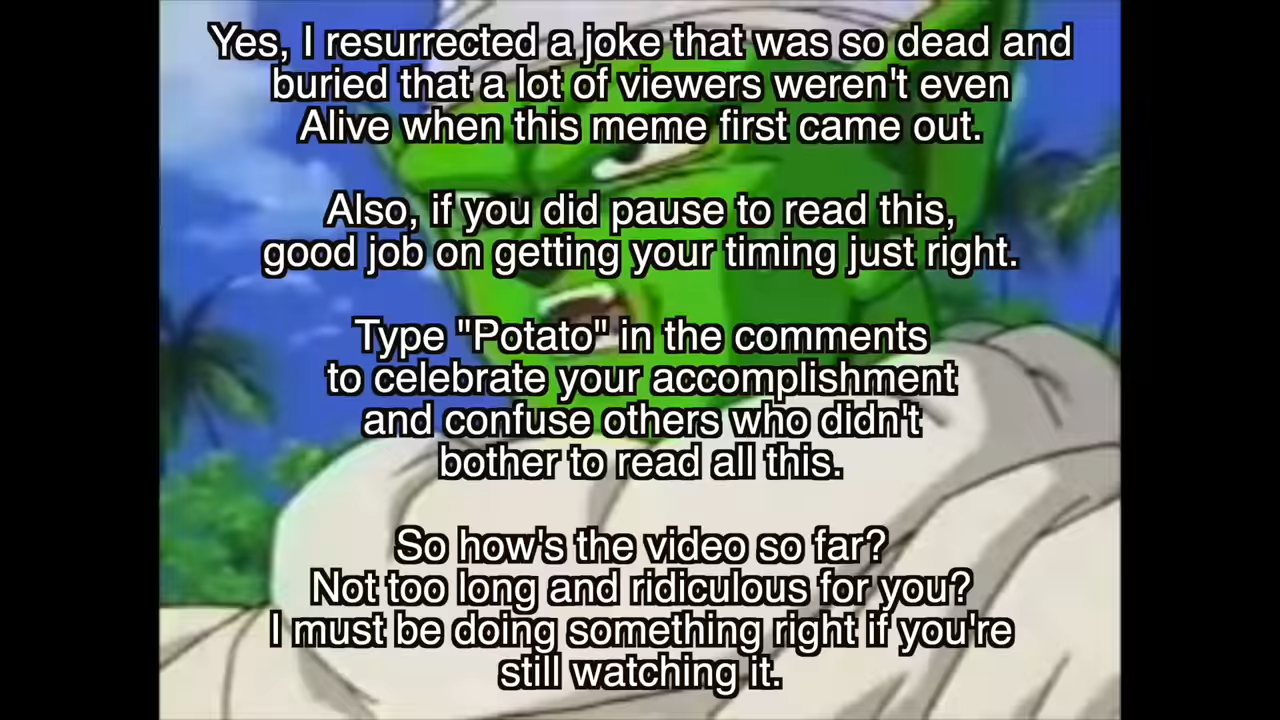 Yes, I resurrected a joke that was so dead and
buried that a lot of viewers weren't even
Alive when this meme first came out.
Also, if you did pause to read this,
good job on getting your timing just right.
Type "Potato" in the comments
to celebrate your accomplishment
and confuse others who didn't
bother to read all this.
So how's the video so far?
Not too long and ridiculous for you?
I must be doing something right if you're
still watching it.